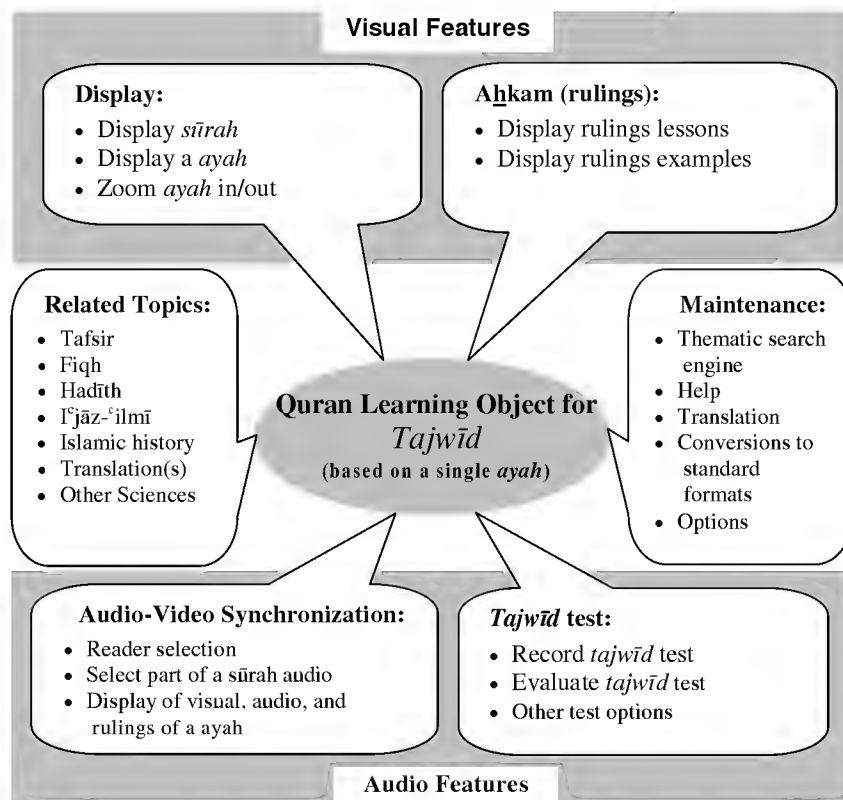 Visual Features
Display:
• Display sūrah
• Display a ayah
• Zoom ayah in/out
Ahkam (rulings):
• Display rulings lessons
• Display rulings examples
Related Topics:
• Tafsir
• Fiqh
• Hadīth
• Iᶜjāz-ᶜilmī
• Islamic history
• Translation(s)
• Other Sciences
Quran Learning Object for
Tajwīd
(based on a single ayah)
Maintenance:
• Thematic search
engine
• Help
• Translation
• Conversions to
standard
formats
• Options
Audio-Video Synchronization:
• Reader selection
• Select part of a sūrah audio
• Display of visual, audio, and
rulings of a ayah
Tajwīd test:
• Record tajwīd test
• Evaluate tajwīd test
• Other test options
Audio Features